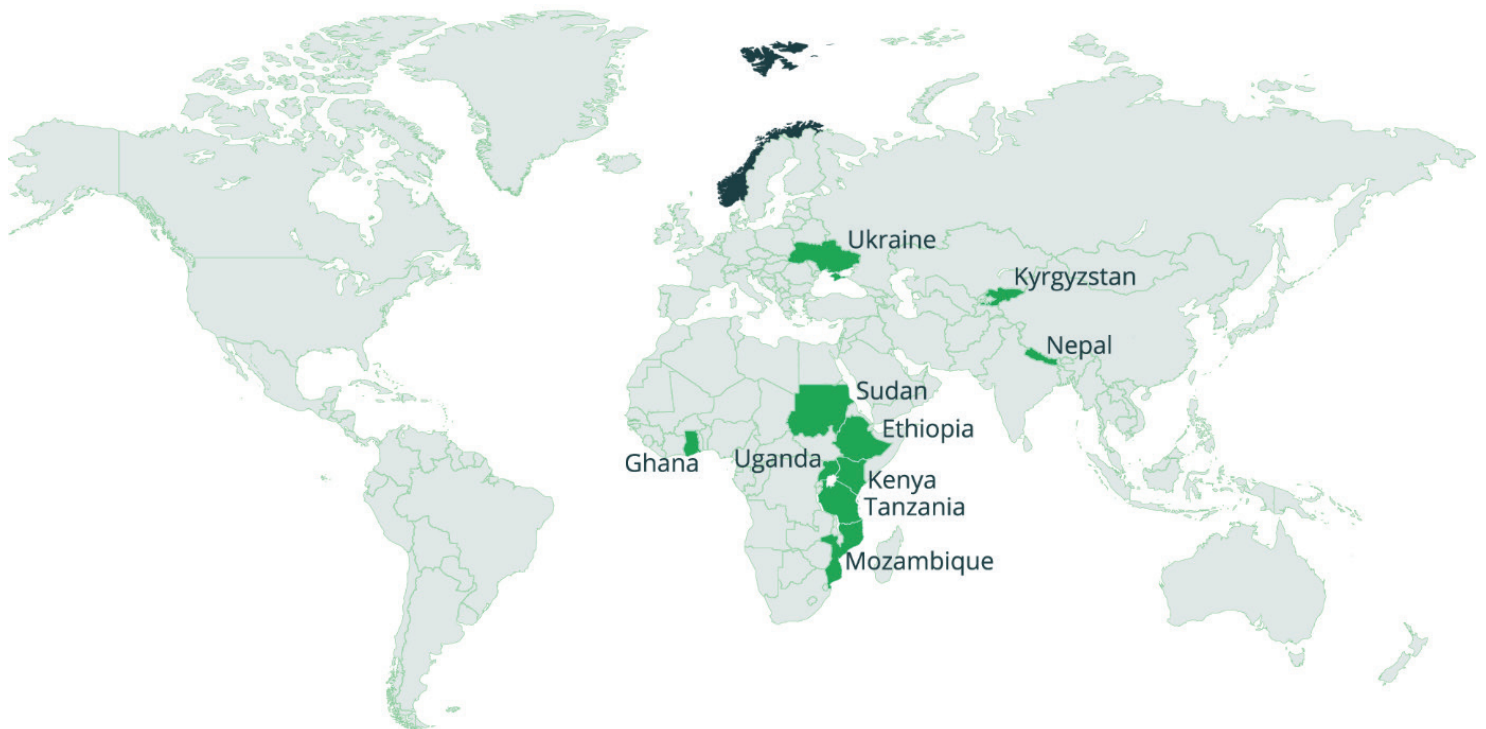 Ukraine
Kyrgyzstan
Nepal
Sudan
Ethiopia
Ghana
Uganda
Kenya
Tanzania
Mozambique